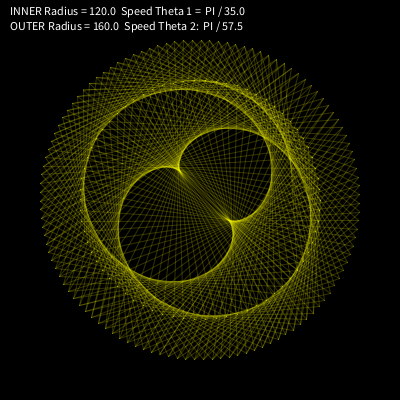 INNER Radius = 120.0 Speed Theta 1 = PI / 35.0
OUTER Radius = 160.0 Speed Theta 2: PI / 57.5